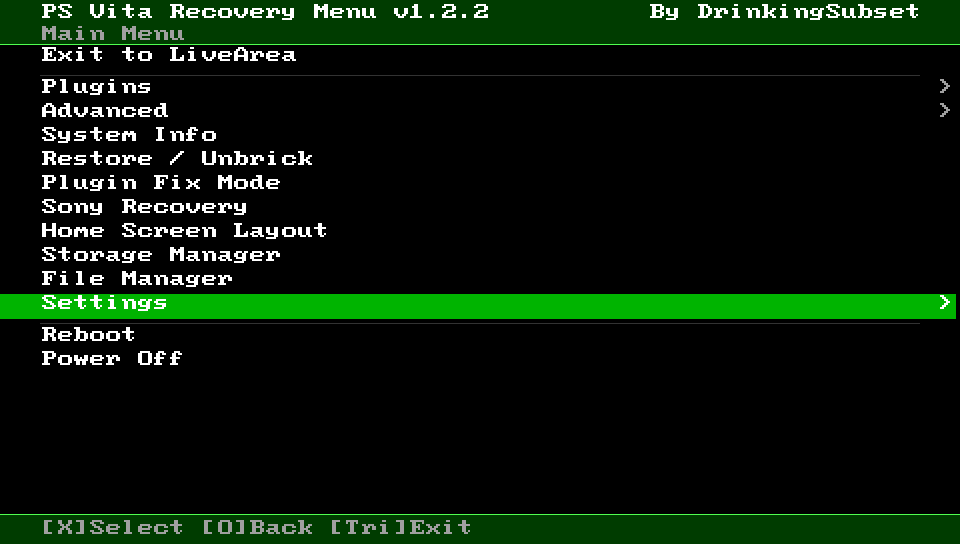 PS Vita Recovery Menu v1.2.2 By DrinkingSubset
Main Menu
Exit to LiveArea
Plugins >
Advanced >
System Info
Restore / Unbrick
Plugin Fix Mode
Sony Recovery
Home Screen Layout
Storage Manager
File Manager
Settings >
Reboot
Power Off
[X]Select [O]Back [Tri]Exit